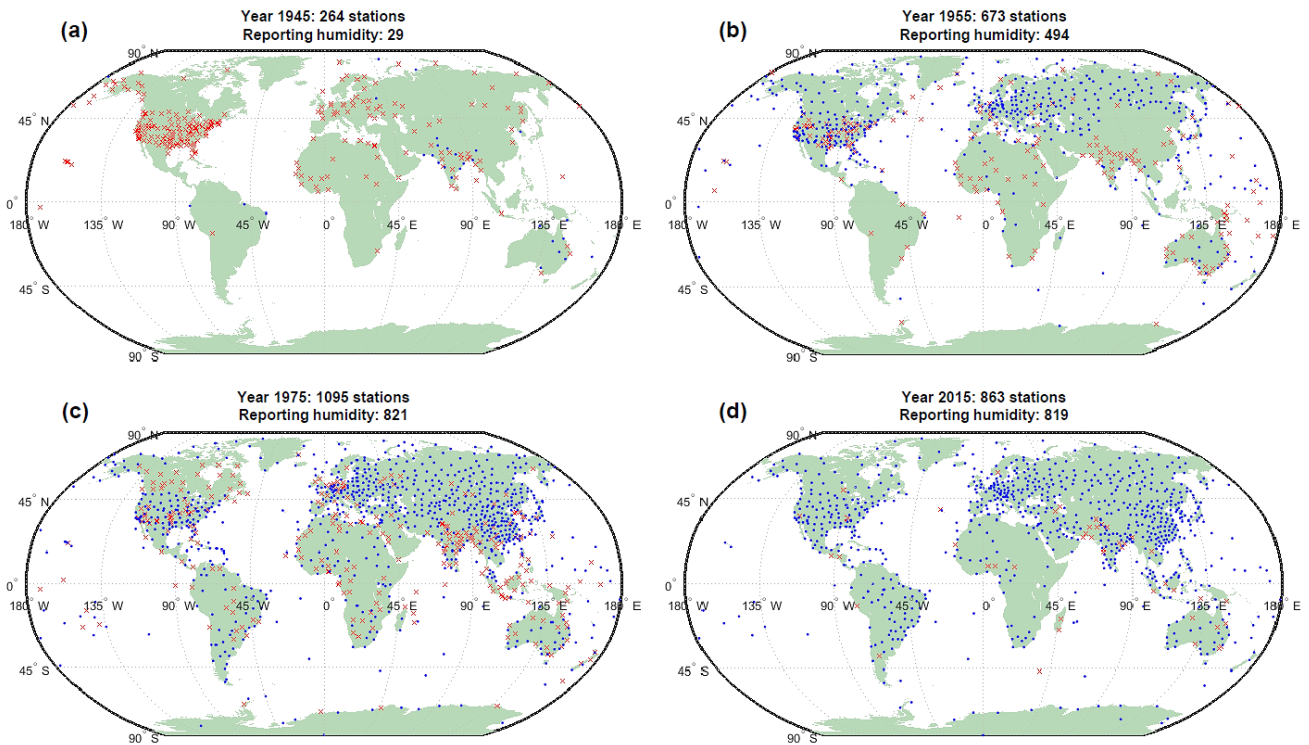 (a)
Year 1945: 264 stations
Reporting humidity: 29
90° N
45° N
0°
180° W 135° W 90° W 45° W 0 45° E 90° E 135° E 180° E
45° S
90° S
(b)
Year 1955: 673 stations
Reporting humidity: 494
90° N
45° N
0°
180° W 135° W 90° W 45° W 0 45° E 90° E 135° E 180° E
45° S
90° S
(c)
Year 1975: 1095 stations
Reporting humidity: 821
90° N
45° N
0°
180° W 135° W 90° W 45° W 0 45° E 90° E 135° E 180° E
45° S
90° S
(d)
Year 2015: 863 stations
Reporting humidity: 819
90° N
45° N
0°
180° W 135° W 90° W 45° W 0 45° E 90° E 135° E 180° E
45° S
90° S